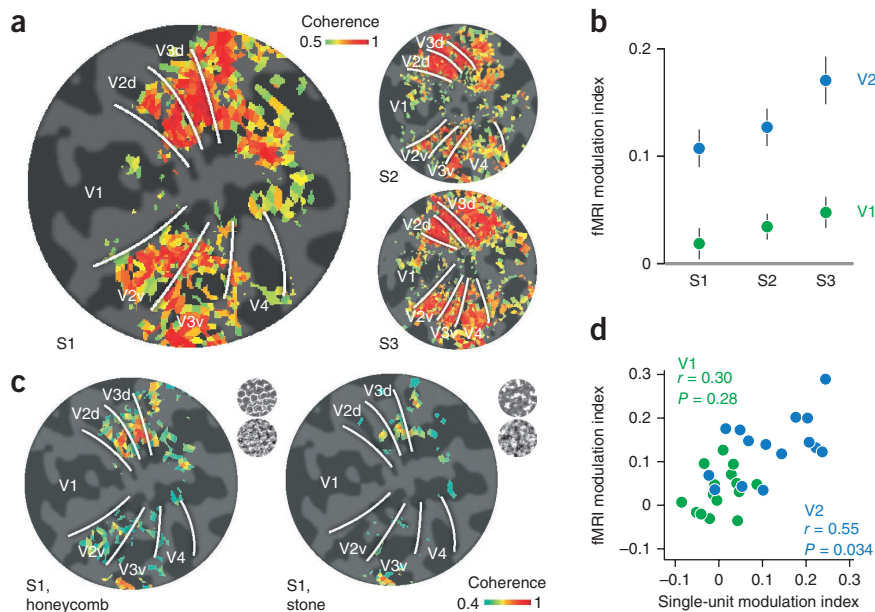 a
Coherence
0.5
1
V3d
V2d
V1
V2v
V3v
V4
S1
V3d
V2d
V1
V2v
V3v
V4
S2
V3d
V2d
V1
V2v
V3v
V4
S3
b
fMRI modulation index
0.2
0.1
0
V2
V1
S1
S2
S3
c
V3d
V2d
V1
V2v
V3v
V4
S1,
honeycomb
V3d
V2d
V1
V2v
V3v
V4
S1,
stone
Coherence
0.4
1
d
fMRI modulation index
0.3
0.2
0.1
0
–0.1
V1
r = 0.30
P = 0.28
V2
r = 0.55
P = 0.034
–0.1
0
0.1
0.2
0.3
Single-unit modulation index